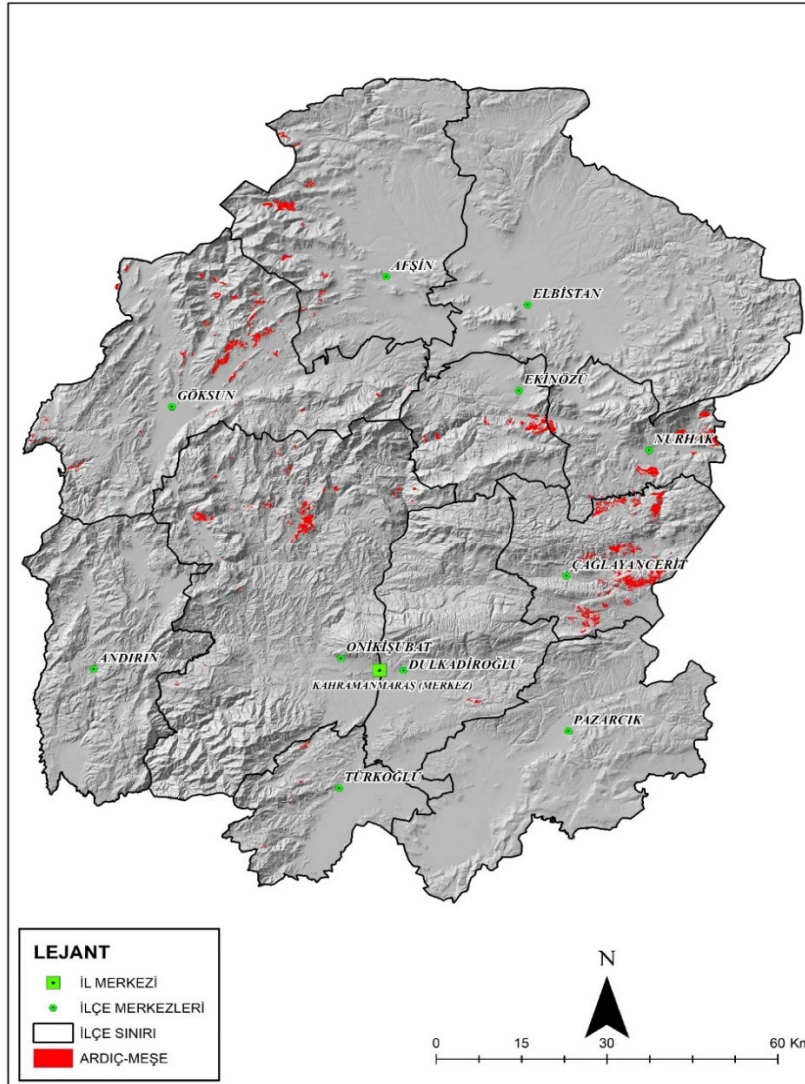 AFŞİN
ELBİSTAN
EKİNÖZÜ
GÖKSUN
NURHAK
ÇAĞLAYANCERİT
ONİKİŞUBAT
ANDIRIN
DULKADİROĞLU
KAHRAMANMARAŞ (MERKEZ)
PAZARCIK
TÜRKOĞLU
LEJANT
İL MERKEZİ
İLÇE MERKEZLERİ
İLÇE SINIRI
ARDIÇ-MEŞE
N
0 15 30 60 Km